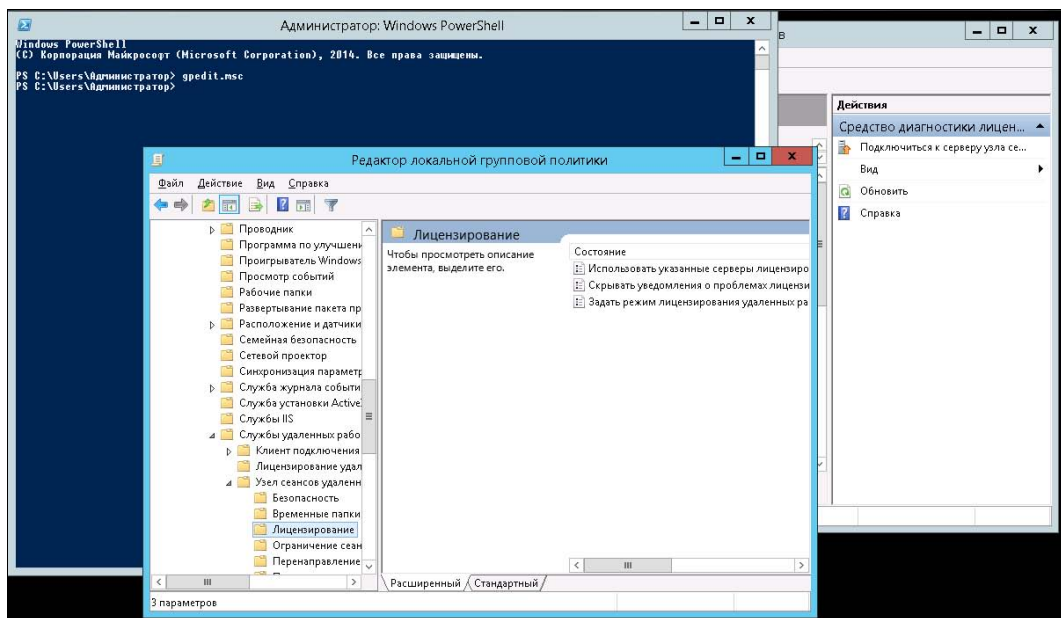 Администратор: Windows PowerShell
Windows PowerShell
(C) Корпорация Майкрософт (Microsoft Corporation), 2014. Все права защищены.
PS C:\Users\Администратор> gpedit.msc
PS C:\Users\Администратор>
в
Действия
Средство диагностики лицен...
Подключиться к серверу узла се...
Вид
Обновить
Справка
Редактор локальной групповой политики
Файл Действие Вид Справка
Проводник
Программа по улучшени
Проигрыватель Windows
Просмотр событий
Рабочие папки
Развертывание пакета пр
Расположение и датчики
Семейная безопасность
Сетевой проектор
Синхронизация параметр
Служба журнала событи
Служба установки Active
Службы IIS
Службы удаленных рабо
Клиент подключения
Лицензирование удал
Узел сеансов удаленн
Безопасность
Временные папки
Лицензирование
Ограничение сеан
Перенаправление
Лицензирование
Чтобы просмотреть описание
элемента, выделите его.
Состояние
Использовать указанные серверы лицензиро
Скрывать уведомления о проблемах лицензи
Задать режим лицензирования удаленных ра
Расширенный Стандартный
3 параметров